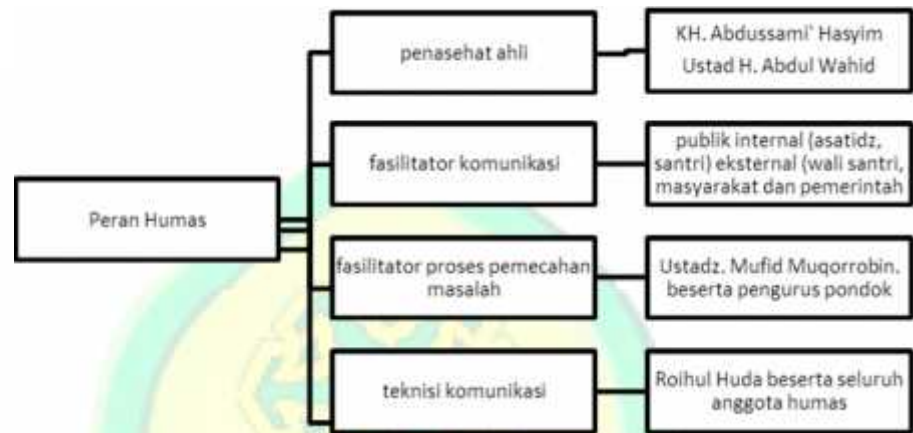 Peran Humas
penasehat ahli
KH. Abdussami' Hasyim
Ustad H. Abdul Wahid
fasilitator komunikasi
publik internal (asatidz,
santri) eksternal (wali santri,
masyarakat dan pemerintah
fasilitator proses pemecahan
masalah
Ustadz. Mufid Muqorrobin.
beserta pengurus pondok
teknisi komunikasi
Roihul Huda beserta seluruh
anggota humas